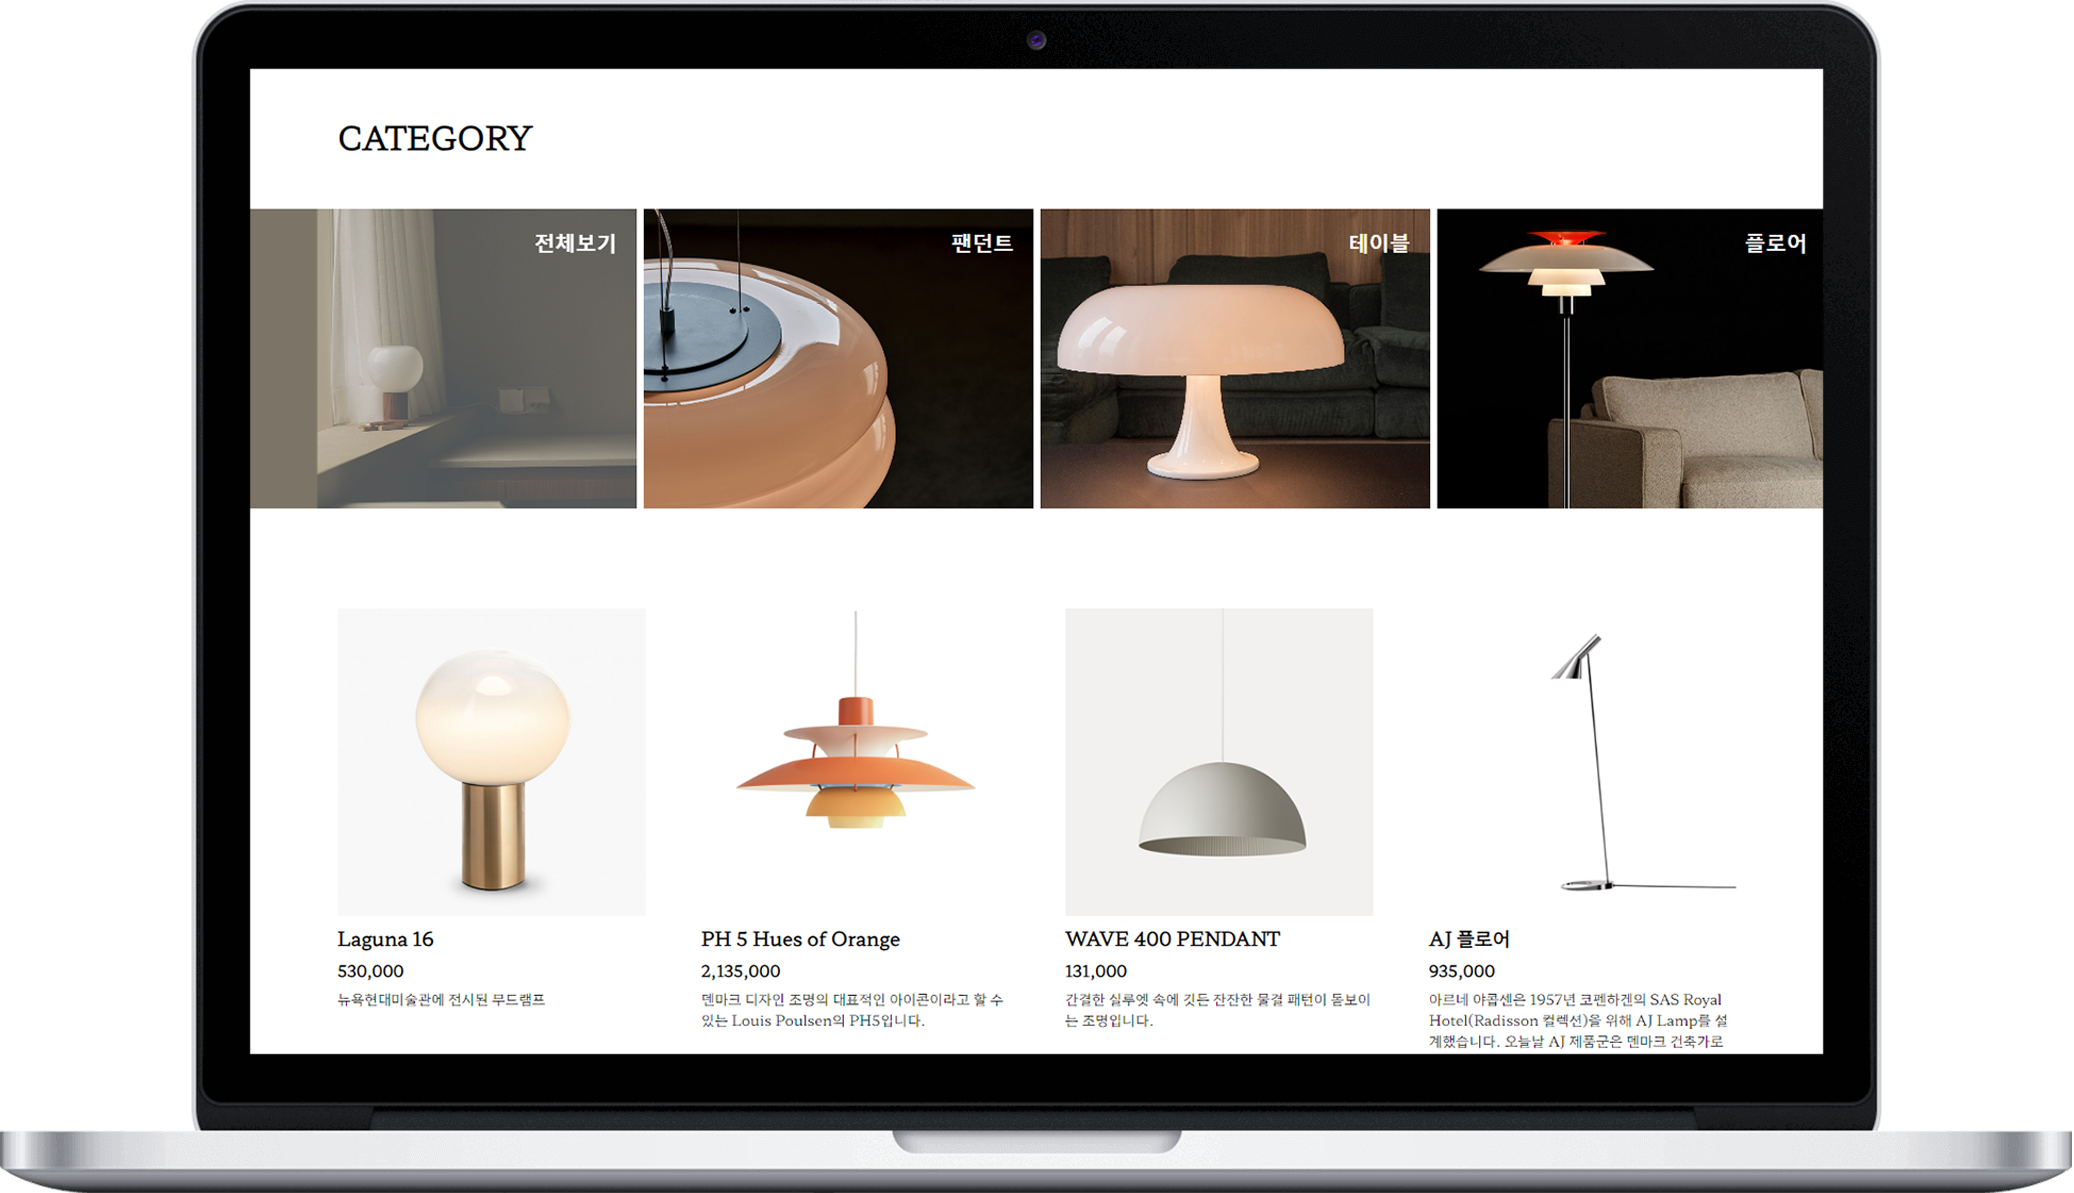 CATEGORY
전체보기
팬던트
테이블
플로어
Laguna 16
530,000
뉴욕현대미술관에 전시된 무드램프
PH 5 Hues of Orange
2,135,000
덴마크 디자인 조명의 대표적인 아이콘이라고 할 수
있는 Louis Poulsen의 PH5입니다.
WAVE 400 PENDANT
131,000
간결한 실루엣 속에 깃든 잔잔한 물결 패턴이 돋보이
는 조명입니다.
AJ 플로어
935,000
아르네 야콥센은 1957년 코펜하겐의 SAS Royal
Hotel(Radisson 컬렉션)을 위해 AJ Lamp를 설
계했습니다. 오늘날 AJ 제품군은 덴마크 건축가로